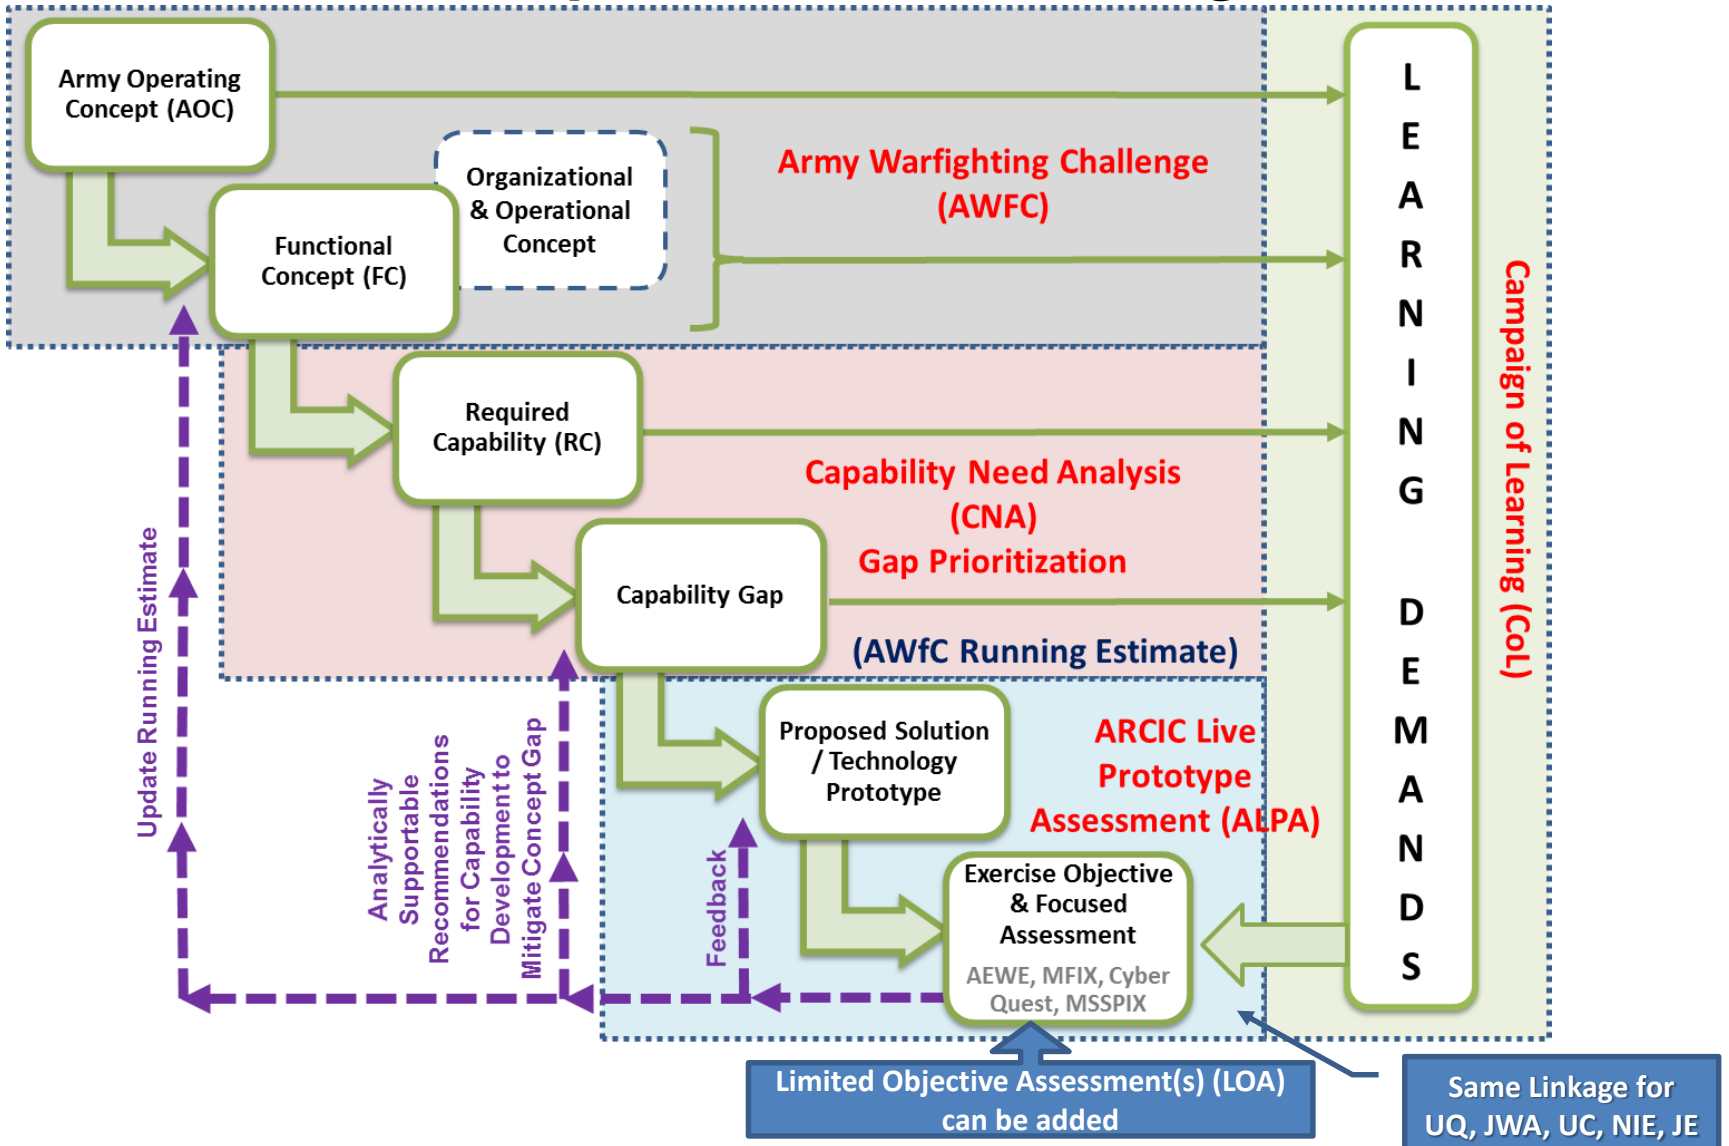 Army Operating
Concept (AOC)
Organizational
& Operational
Concept
Functional
Concept (FC)
Army Warfighting Challenge
(AWFC)
Required
Capability (RC)
Capability Need Analysis
(CNA)
Gap Prioritization
Capability Gap
(AWfC Running Estimate)
Proposed Solution
/ Technology
Prototype
ARCIC Live
Prototype
Assessment (ALPA)
Exercise Objective
& Focused
Assessment
AEWE, MFIX, Cyber
Quest, MSSPIX
LEARNING DEMANDS
Campaign of Learning (CoL)
Update Running Estimate
Analytically
Supportable
Recommendations
for Capability
Development to
Mitigate Concept Gap
Feedback
Limited Objective Assessment(s) (LOA)
can be added
Same Linkage for
UQ, JWA, UC, NIE, JE